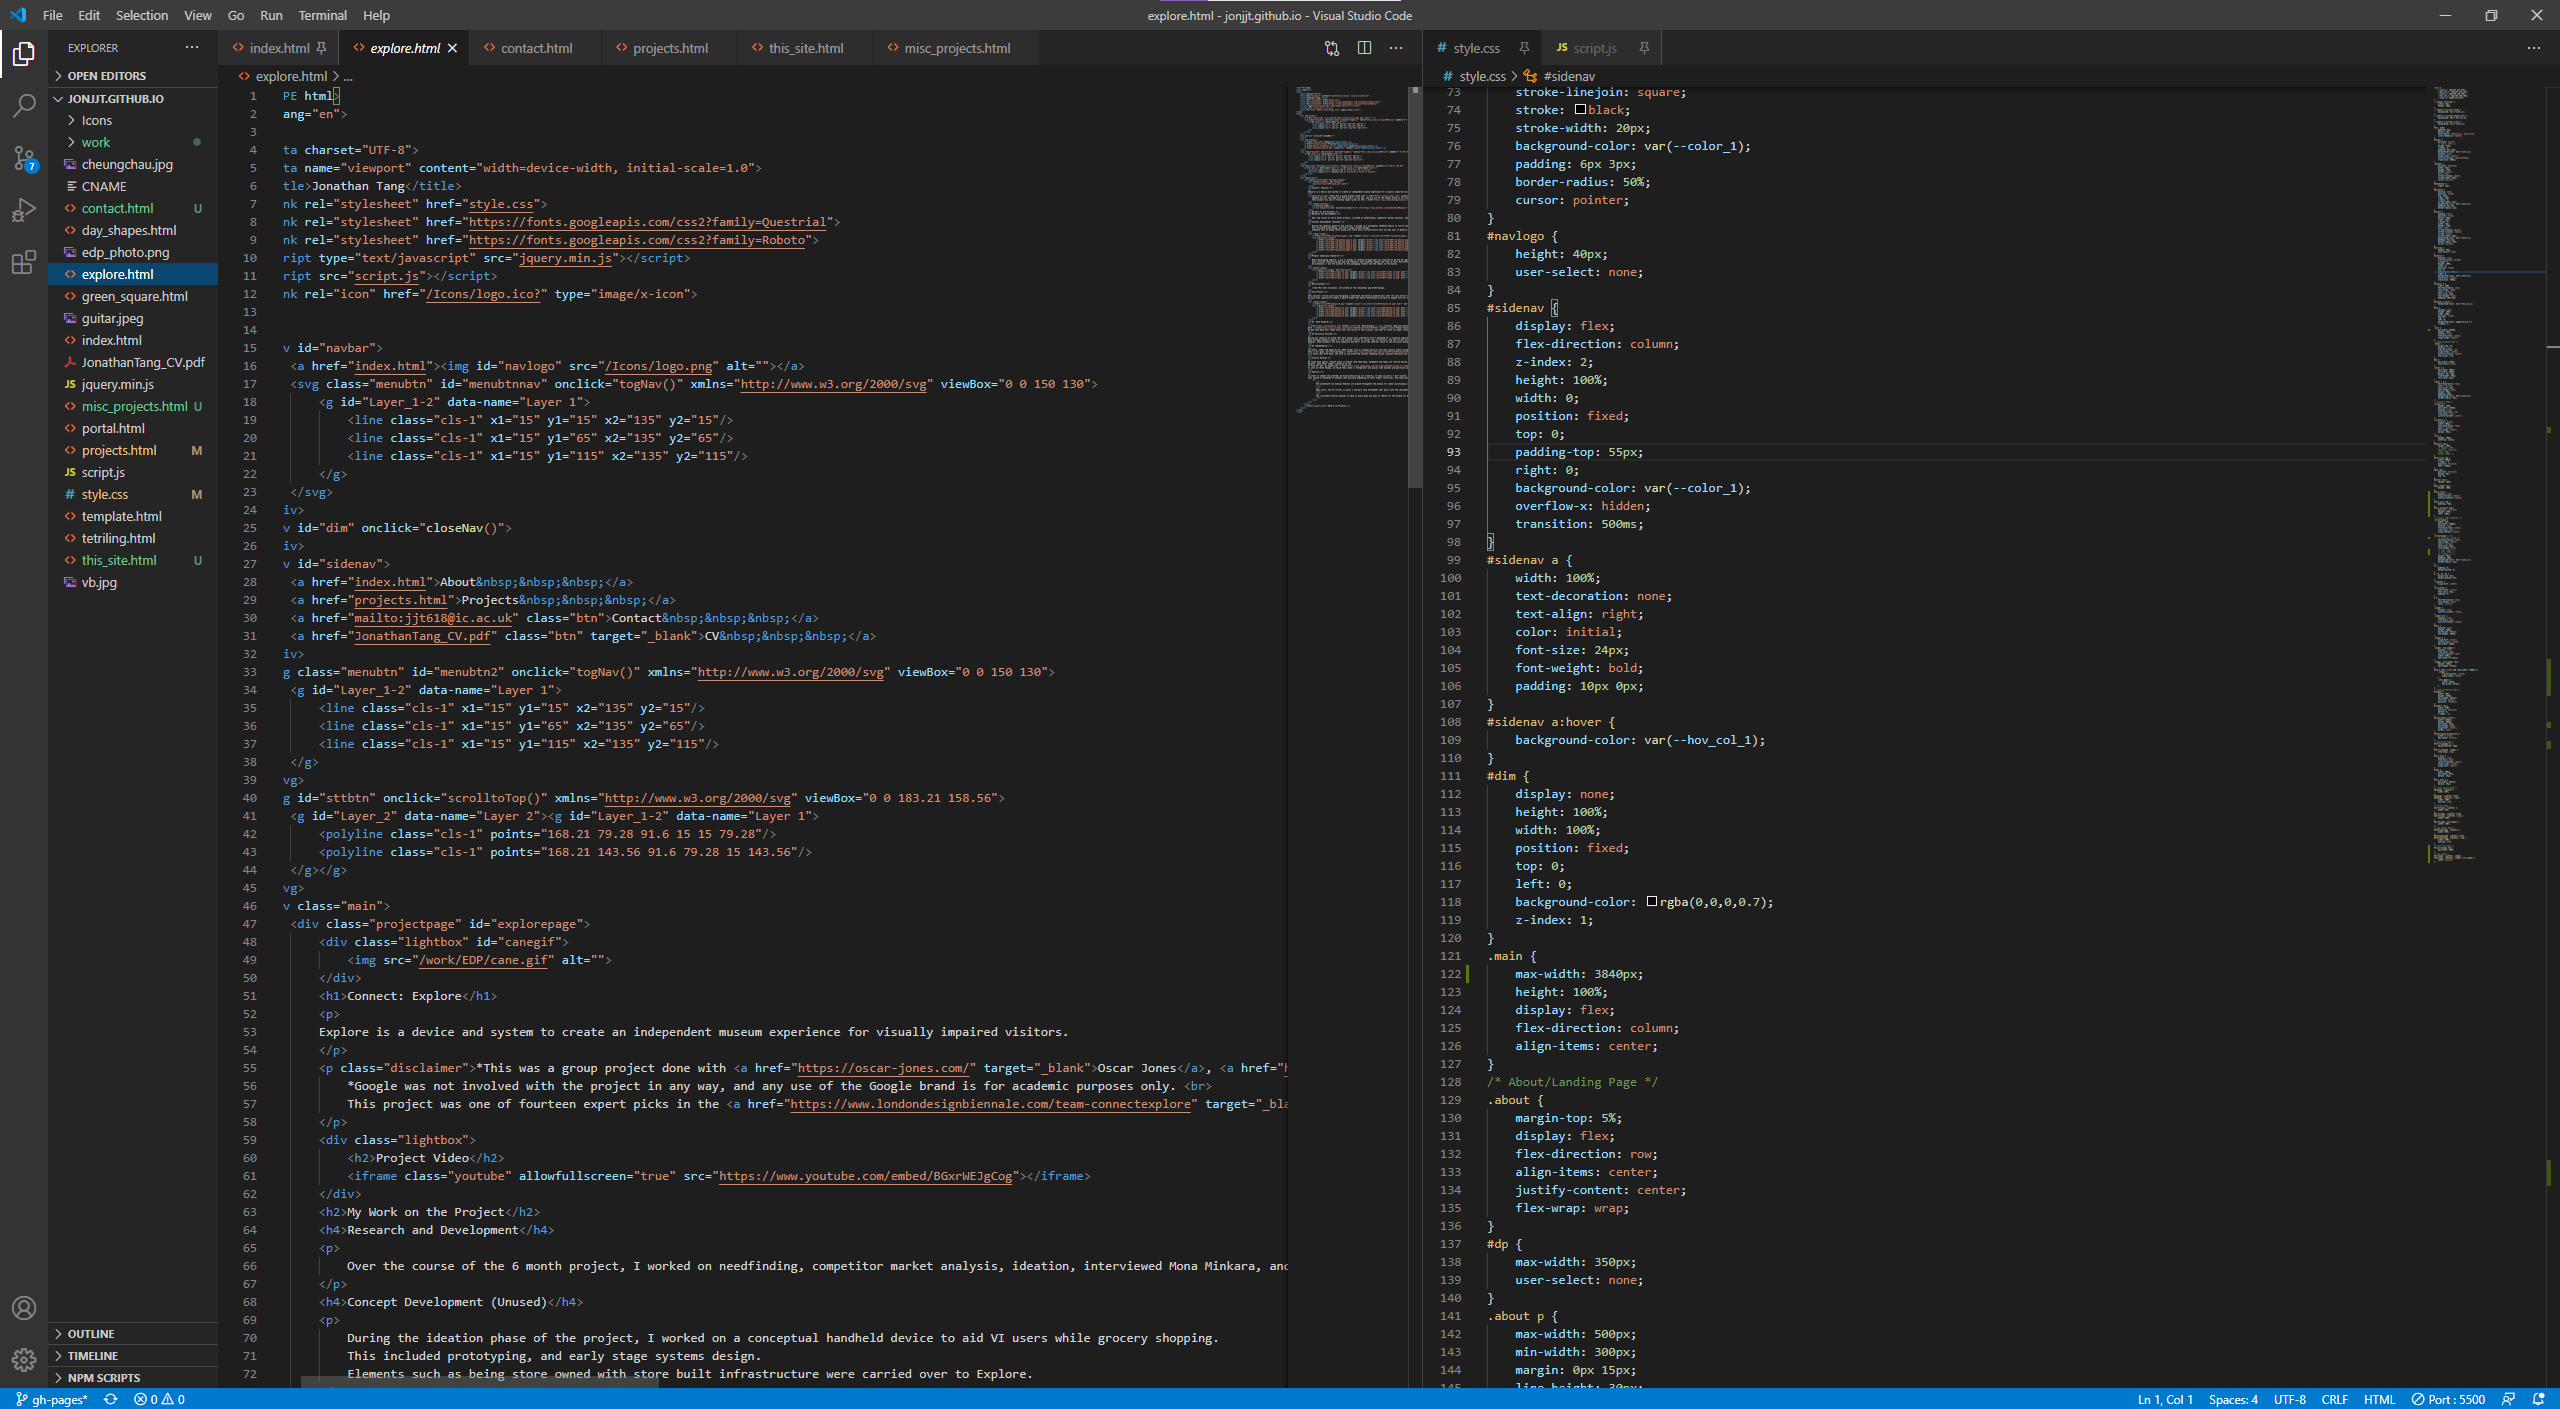 File Edit Selection View Go Run Terminal Help
explore.html - jonjjt.github.io - Visual Studio Code
EXPLORER
OPEN EDITORS
JONJJT.GITHUB.IO
Icons
work
cheungchau.jpg
CNAME
contact.html U
day_shapes.html
edp_photo.png
explore.html
green_square.html
guitar.jpeg
index.html
JonathanTang_CV.pdf
JS jquery.min.js
misc_projects.html U
portal.html
projects.html M
JS script.js
# style.css M
template.html
tetriling.html
this_site.html U
vb.jpg
OUTLINE
TIMELINE
NPM SCRIPTS
7
index.html explore.html contact.html projects.html this_site.html misc_projects.html
explore.html > ...
1 PE html>
2 ang="en">
3
4 ta charset="UTF-8">
5 ta name="viewport" content="width=device-width, initial-scale=1.0">
6 tle>Jonathan Tang</title>
7 nk rel="stylesheet" href="style.css">
8 nk rel="stylesheet" href="https://fonts.googleapis.com/css2?family=Questrial">
9 nk rel="stylesheet" href="https://fonts.googleapis.com/css2?family=Roboto">
10 ript type="text/javascript" src="jquery.min.js"></script>
11 ript src="script.js"></script>
12 nk rel="icon" href="/Icons/logo.ico?" type="image/x-icon">
13
14
15 v id="navbar">
16 <a href="index.html"><img id="navlogo" src="/Icons/logo.png" alt=""></a>
17 <svg class="menubtn" id="menubtnnav" onclick="togNav()" xmlns="http://www.w3.org/2000/svg" viewBox="0 0 150 130">
18 <g id="Layer_1-2" data-name="Layer 1">
19 <line class="cls-1" x1="15" y1="15" x2="135" y2="15"/>
20 <line class="cls-1" x1="15" y1="65" x2="135" y2="65"/>
21 <line class="cls-1" x1="15" y1="115" x2="135" y2="115"/>
22 </g>
23 </svg>
24 iv>
25 v id="dim" onclick="closeNav()">
26 iv>
27 v id="sidenav">
28 <a href="index.html">About&nbsp;&nbsp;&nbsp;</a>
29 <a href="projects.html">Projects&nbsp;&nbsp;&nbsp;</a>
30 <a href="mailto:jjt618@ic.ac.uk" class="btn">Contact&nbsp;&nbsp;&nbsp;</a>
31 <a href="JonathanTang_CV.pdf" class="btn" target="_blank">CV&nbsp;&nbsp;&nbsp;</a>
32 iv>
33 g class="menubtn" id="menubtn2" onclick="togNav()" xmlns="http://www.w3.org/2000/svg" viewBox="0 0 150 130">
34 <g id="Layer_1-2" data-name="Layer 1">
35 <line class="cls-1" x1="15" y1="15" x2="135" y2="15"/>
36 <line class="cls-1" x1="15" y1="65" x2="135" y2="65"/>
37 <line class="cls-1" x1="15" y1="115" x2="135" y2="115"/>
38 </g>
39 vg>
40 g id="sttbtn" onclick="scrolltoTop()" xmlns="http://www.w3.org/2000/svg" viewBox="0 0 183.21 158.56">
41 <g id="Layer_2" data-name="Layer 2"><g id="Layer_1-2" data-name="Layer 1">
42 <polyline class="cls-1" points="168.21 79.28 91.6 15 15 79.28"/>
43 <polyline class="cls-1" points="168.21 143.56 91.6 79.28 15 143.56"/>
44 </g></g>
45 vg>
46 v class="main">
47 <div class="projectpage" id="explorepage">
48 <div class="lightbox" id="canegif">
49 <img src="/work/EDP/cane.gif" alt="">
50 </div>
51 <h1>Connect: Explore</h1>
52 <p>
53 Explore is a device and system to create an independent museum experience for visually impaired visitors.
54 </p>
55 <p class="disclaimer">*This was a group project done with <a href="https://oscar-jones.com/" target="_blank">Oscar Jones</a>, <a href="h
56 *Google was not involved with the project in any way, and any use of the Google brand is for academic purposes only. <br>
57 This project was one of fourteen expert picks in the <a href="https://www.londondesignbiennale.com/team-connectexplore" target="_bla
58 </p>
59 <div class="lightbox">
60 <h2>Project Video</h2>
61 <iframe class="youtube" allowfullscreen="true" src="https://www.youtube.com/embed/BGxrWEJgCog"></iframe>
62 </div>
63 <h2>My Work on the Project</h2>
64 <h4>Research and Development</h4>
65 <p>
66 Over the course of the 6 month project, I worked on needfinding, competitor market analysis, ideation, interviewed Mona Minkara, and
67 </p>
68 <h4>Concept Development (Unused)</h4>
69 <p>
70 During the ideation phase of the project, I worked on a conceptual handheld device to aid VI users while grocery shopping.
71 This included prototyping, and early stage systems design.
72 Elements such as being store owned with store built infrastructure were carried over to Explore.
# style.css JS script.js
# style.css > #sidenav
73 stroke-linejoin: square;
74 stroke: black;
75 stroke-width: 20px;
76 background-color: var(--color_1);
77 padding: 6px 3px;
78 border-radius: 50%;
79 cursor: pointer;
80 }
81 #navlogo {
82 height: 40px;
83 user-select: none;
84 }
85 #sidenav {
86 display: flex;
87 flex-direction: column;
88 z-index: 2;
89 height: 100%;
90 width: 0;
91 position: fixed;
92 top: 0;
93 padding-top: 55px;
94 right: 0;
95 background-color: var(--color_1);
96 overflow-x: hidden;
97 transition: 500ms;
98 }
99 #sidenav a {
100 width: 100%;
101 text-decoration: none;
102 text-align: right;
103 color: initial;
104 font-size: 24px;
105 font-weight: bold;
106 padding: 10px 0px;
107 }
108 #sidenav a:hover {
109 background-color: var(--hov_col_1);
110 }
111 #dim {
112 display: none;
113 height: 100%;
114 width: 100%;
115 position: fixed;
116 top: 0;
117 left: 0;
118 background-color: rgba(0,0,0,0.7);
119 z-index: 1;
120 }
121 .main {
122 max-width: 3840px;
123 height: 100%;
124 display: flex;
125 flex-direction: column;
126 align-items: center;
127 }
128 /* About/Landing Page */
129 .about {
130 margin-top: 5%;
131 display: flex;
132 flex-direction: row;
133 align-items: center;
134 justify-content: center;
135 flex-wrap: wrap;
136 }
137 #dp {
138 max-width: 350px;
139 user-select: none;
140 }
141 .about p {
142 max-width: 500px;
143 min-width: 300px;
144 margin: 0px 15px;
145 line-height: 30px;
gh-pages* 0 0
Ln 1, Col 1 Spaces: 4 UTF-8 CRLF HTML Port : 5500